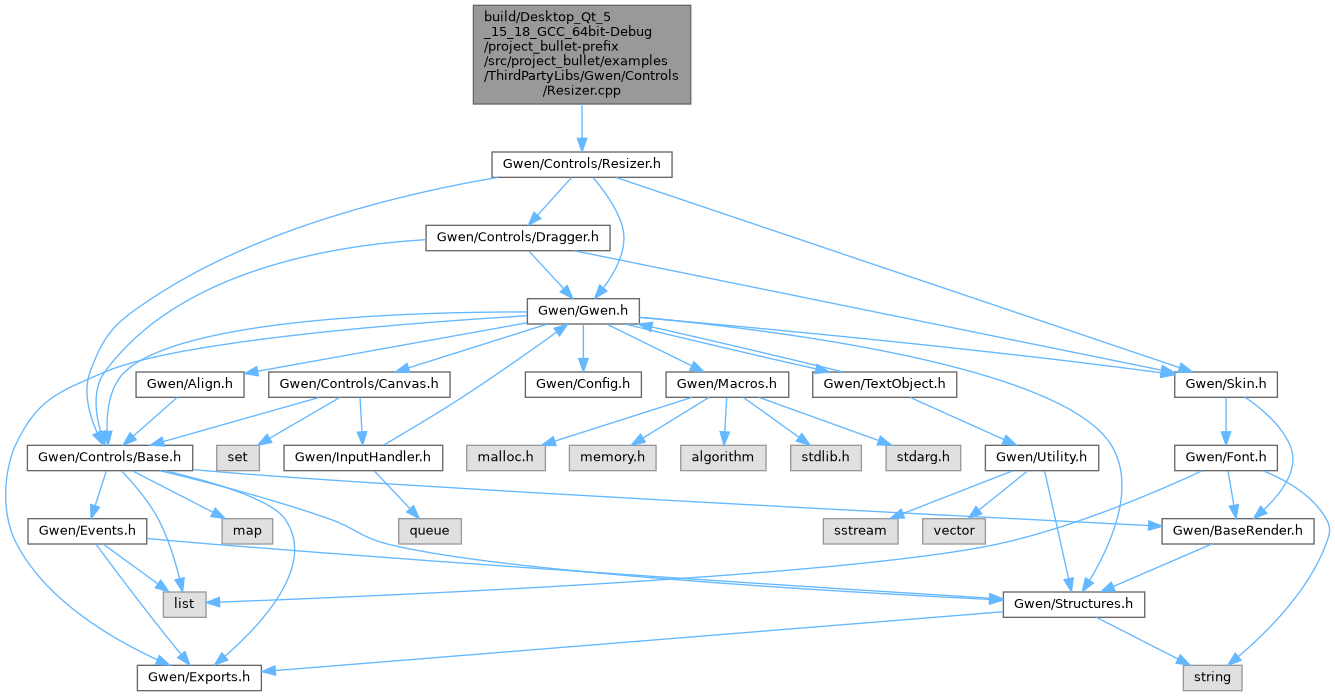 build/Desktop_Qt_5
_15_18_GCC_64bit-Debug
/project_bullet-prefix
/src/project_bullet/examples
/ThirdPartyLibs/Gwen/Controls
/Resizer.cpp
Gwen/Controls/Resizer.h
Gwen/Controls/Dragger.h
Gwen/Gwen.h
Gwen/Align.h
Gwen/Controls/Canvas.h
Gwen/Config.h
Gwen/Macros.h
Gwen/TextObject.h
Gwen/Skin.h
Gwen/Controls/Base.h
set
Gwen/InputHandler.h
malloc.h
memory.h
algorithm
stdlib.h
stdarg.h
Gwen/Utility.h
Gwen/Font.h
Gwen/Events.h
map
queue
sstream
vector
Gwen/BaseRender.h
list
Gwen/Structures.h
Gwen/Exports.h
string